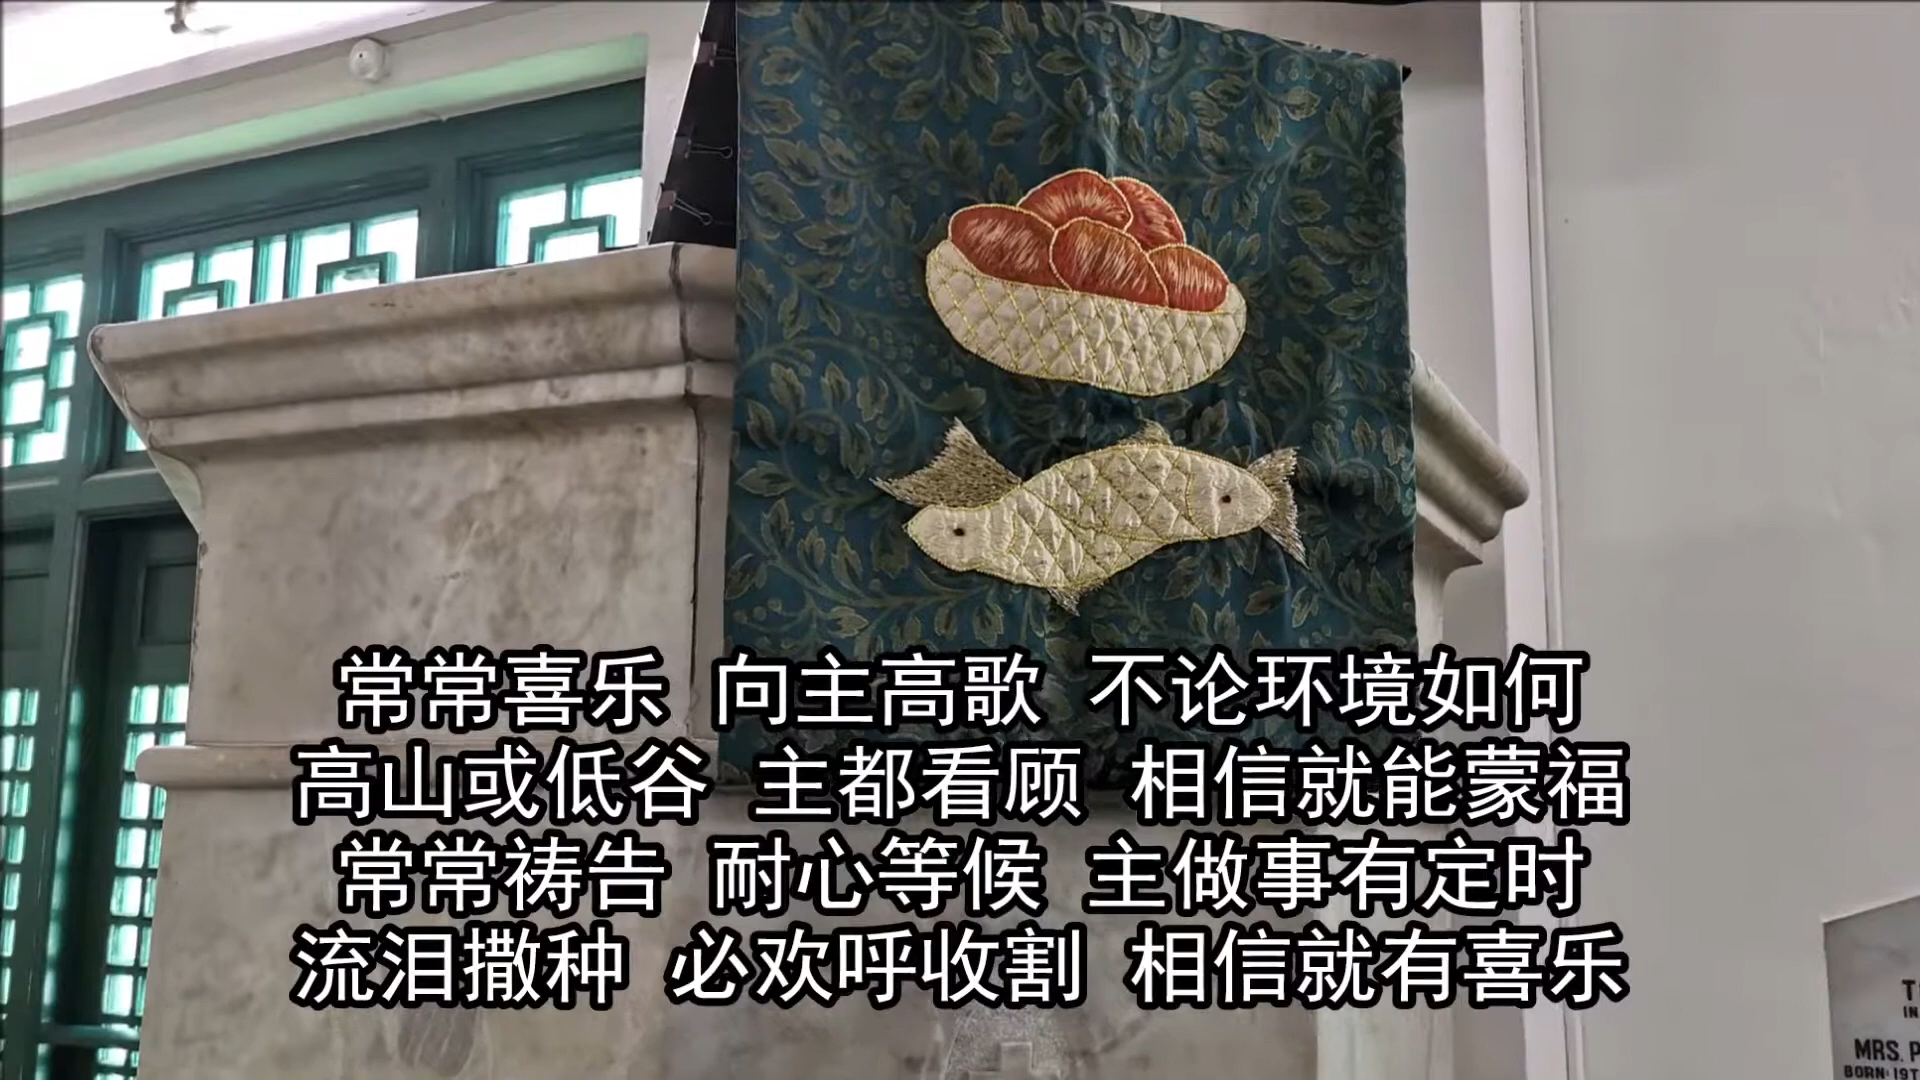 常常喜乐 向主高歌 不论环境如何
高山或低谷 主都看顾 相信就能蒙福
常常祷告 耐心等候 主做事有定时
流泪撒种 必欢呼收割 相信就有喜乐
IN
MRS.
BORN: